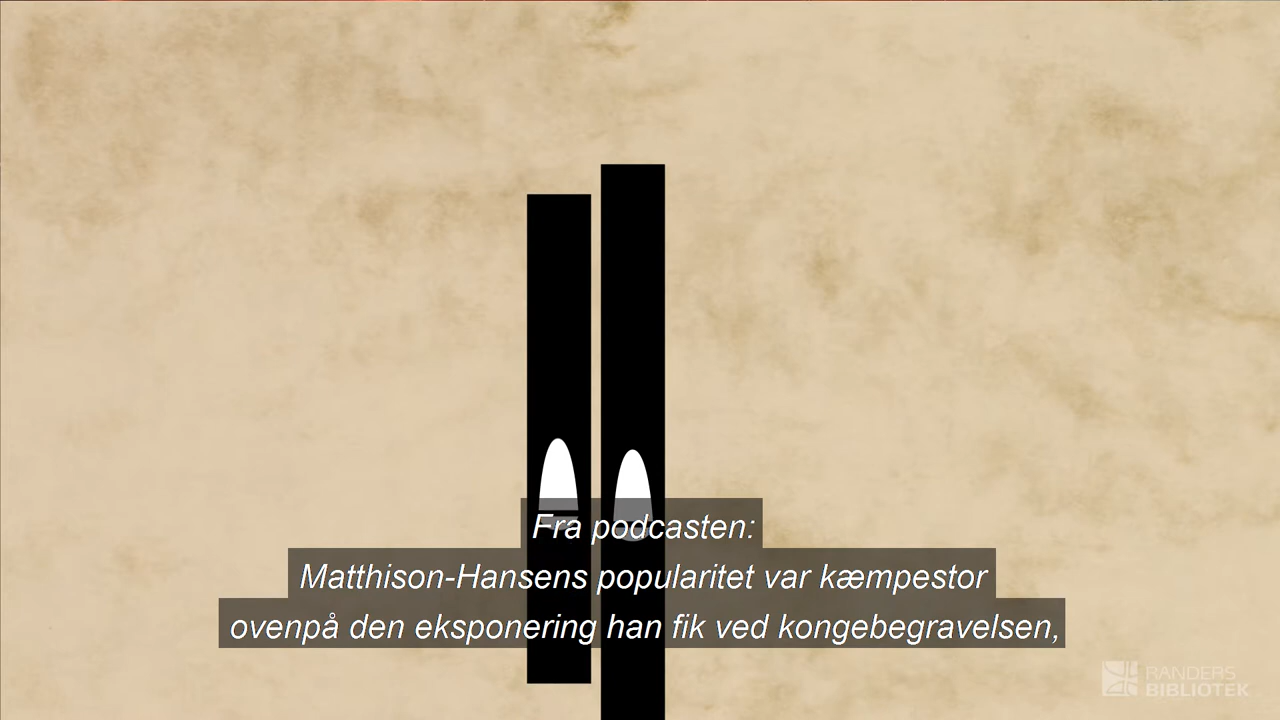 Fra podcasten:
Matthison-Hansens popularitet var kæmpestor
ovenpå den eksponering han fik ved kongebegravelsen,
RANDERS
BIBLIOTEK